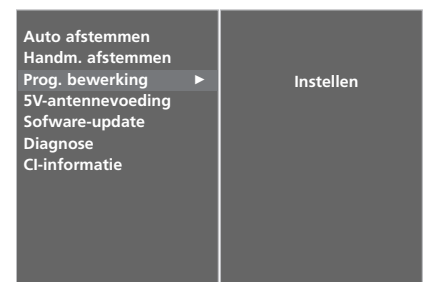 Auto afstemmen
Handm. afstemmen
Prog. bewerking ►
Instellen
5V-antennevoeding
Sofware-update
Diagnose
CI-informatie